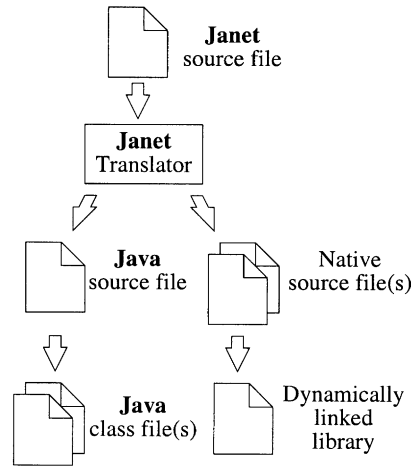 Janet
source file
Janet
Translator
Java
source file
Native
source file(s)
Java
class file(s)
Dynamically
linked
library